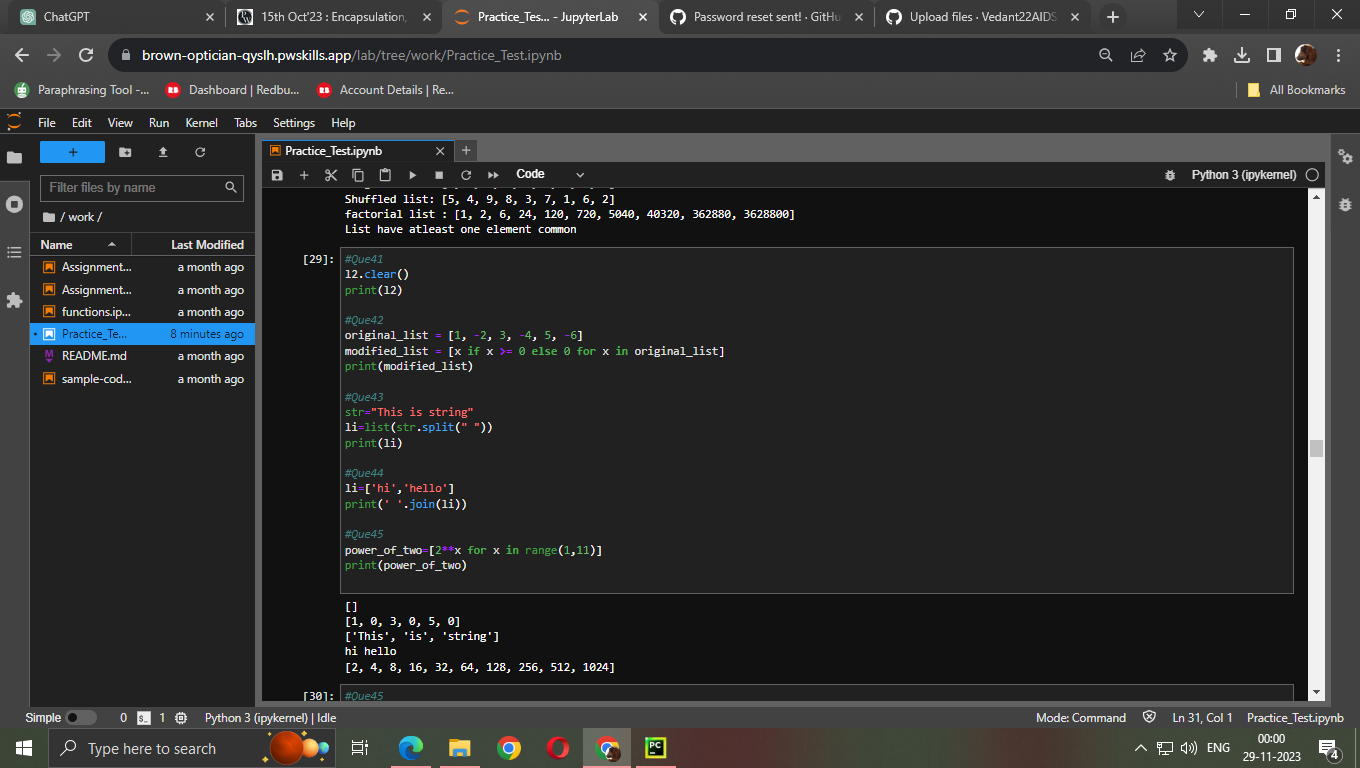 ChatGPT
15th Oct'23 : Encapsulation,
Practice_Tes... - JupyterLab
Password reset sent! · GitHu
Upload files · Vedant22AIDS
brown-optician-qyslh.pwskills.app/lab/tree/work/Practice_Test.ipynb
Paraphrasing Tool -...
Dashboard | Redbu...
Account Details | Re...
All Bookmarks
File Edit View Run Kernel Tabs Settings Help
Filter files by name
/ work /
Name Last Modified
Assignment... a month ago
Assignment... a month ago
functions.ip... a month ago
Practice_Te... 8 minutes ago
README.md a month ago
sample-cod... a month ago
Practice_Test.ipynb
Code
Python 3 (ipykernel)
Shuffled list: [5, 4, 9, 8, 3, 7, 1, 6, 2]
factorial list : [1, 2, 6, 24, 120, 720, 5040, 40320, 362880, 3628800]
List have atleast one element common
[29]:
#Que41
l2.clear()
print(l2)
#Que42
original_list = [1, -2, 3, -4, 5, -6]
modified_list = [x if x >= 0 else 0 for x in original_list]
print(modified_list)
#Que43
str="This is string"
li=list(str.split(" "))
print(li)
#Que44
li=['hi','hello']
print(' '.join(li))
#Que45
power_of_two=[2**x for x in range(1,11)]
print(power_of_two)
[]
[1, 0, 3, 0, 5, 0]
['This', 'is', 'string']
hi hello
[2, 4, 8, 16, 32, 64, 128, 256, 512, 1024]
[30]:
#Que45
Simple 0 1 Python 3 (ipykernel) | Idle
Mode: Command Ln 31, Col 1 Practice_Test.ipynb
Type here to search
PC
ENG
00:00
29-11-2023
4